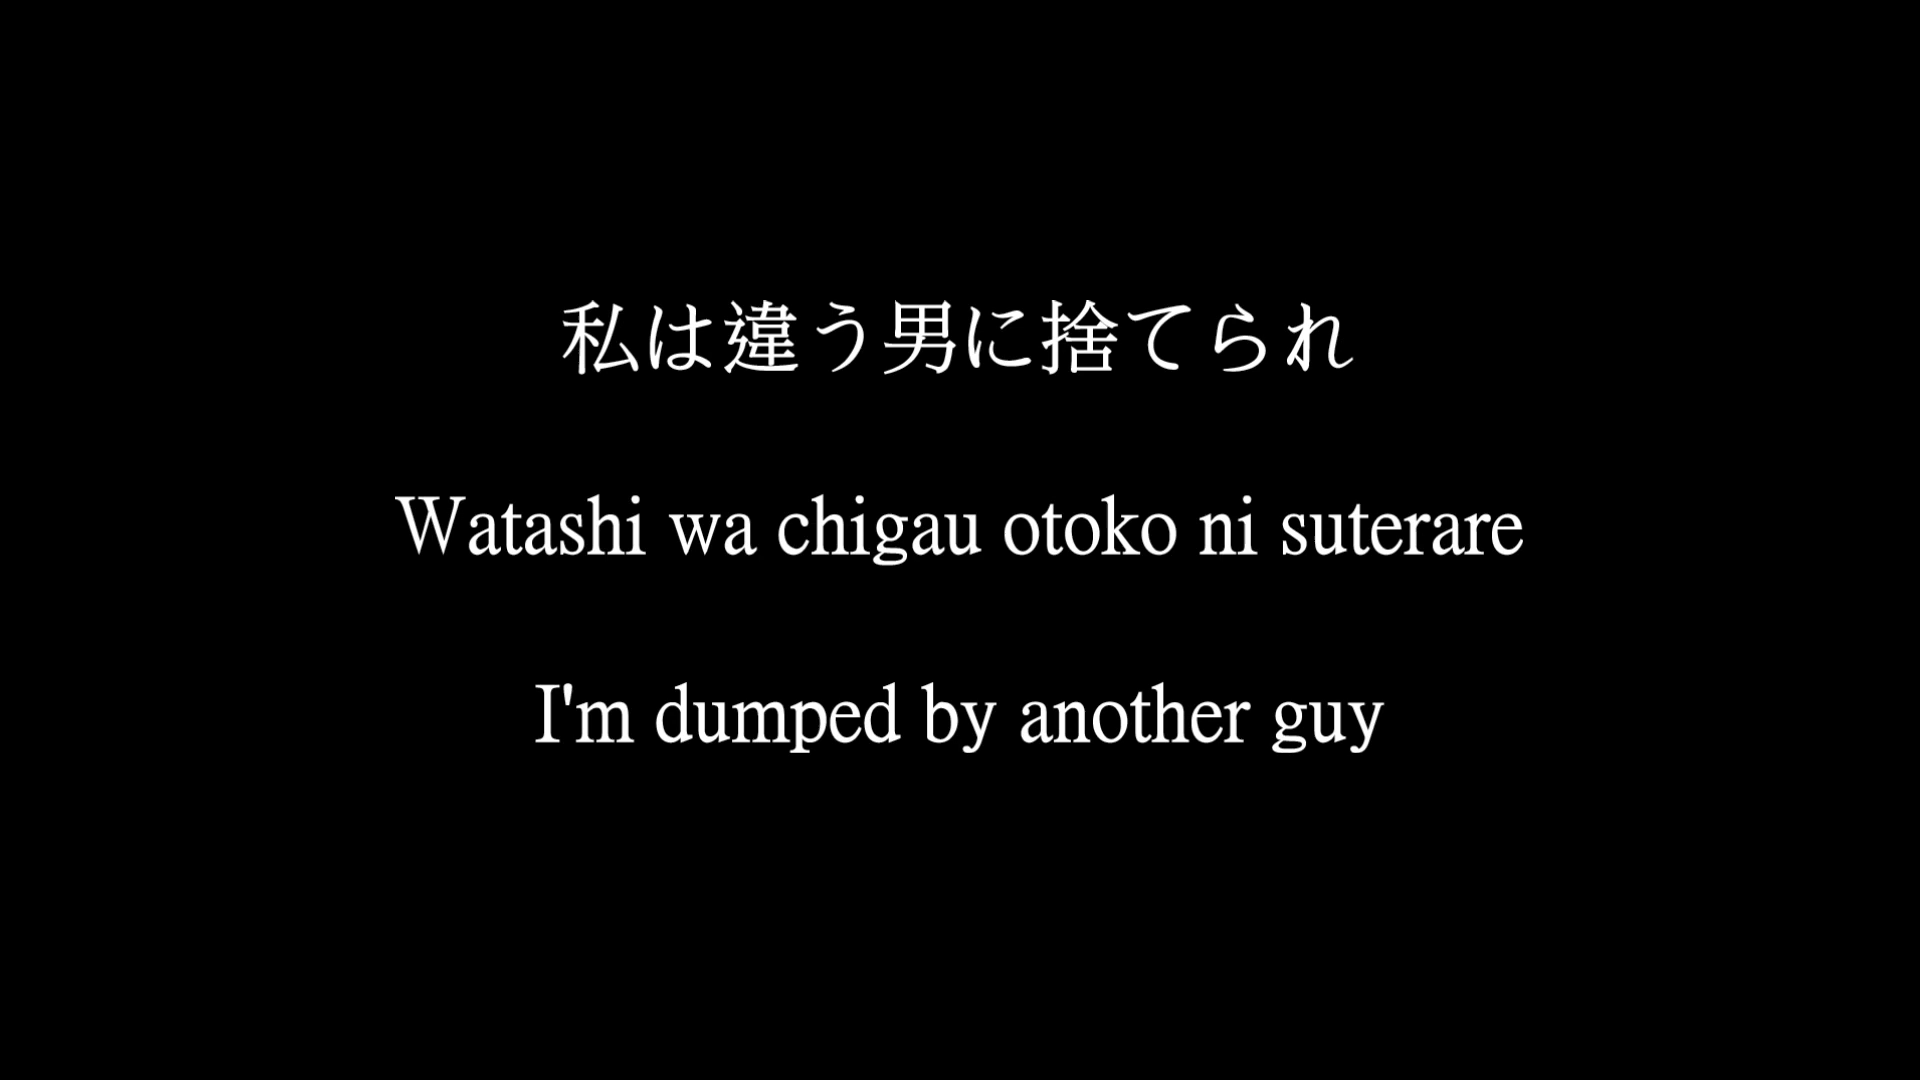 私は違う男に捨てられ
Watashi wa chigau otoko ni suterare
I'm dumped by another guy